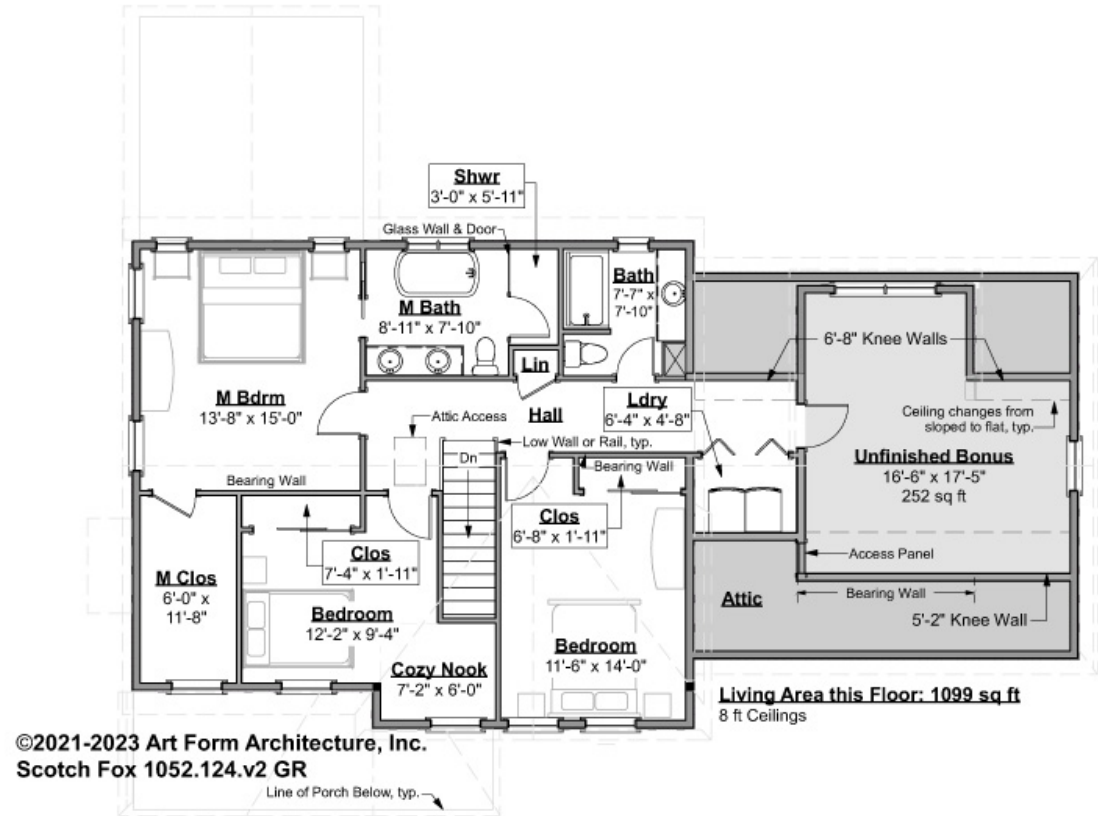 Shwr
3'-0" x 5'-11"
Glass Wall & Door
M Bath
8'-11" x 7'-10"
Bath
7'-7" x
7'-10"
6'-8" Knee Walls
Lin
M Bdrm
13'-8" x 15'-0"
Attic Access
Hall
Ldry
6'-4" x 4'-8"
Ceiling changes from
sloped to flat, typ.
Low Wall or Rail, typ.
Dn
Bearing Wall
Bearing Wall
Unfinished Bonus
16'-6" x 17'-5"
252 sq ft
Clos
6'-8" x 1'-11"
Clos
7'-4" x 1'-11"
Access Panel
M Clos
6'-0" x
11'-8"
Bedroom
12'-2" x 9'-4"
Attic
Bearing Wall
5'-2" Knee Wall
Cozy Nook
7'-2" x 6'-0"
Bedroom
11'-6" x 14'-0"
Living Area this Floor: 1099 sq ft
8 ft Ceilings
©2021-2023 Art Form Architecture, Inc.
Scotch Fox 1052.124.v2 GR
Line of Porch Below, typ.